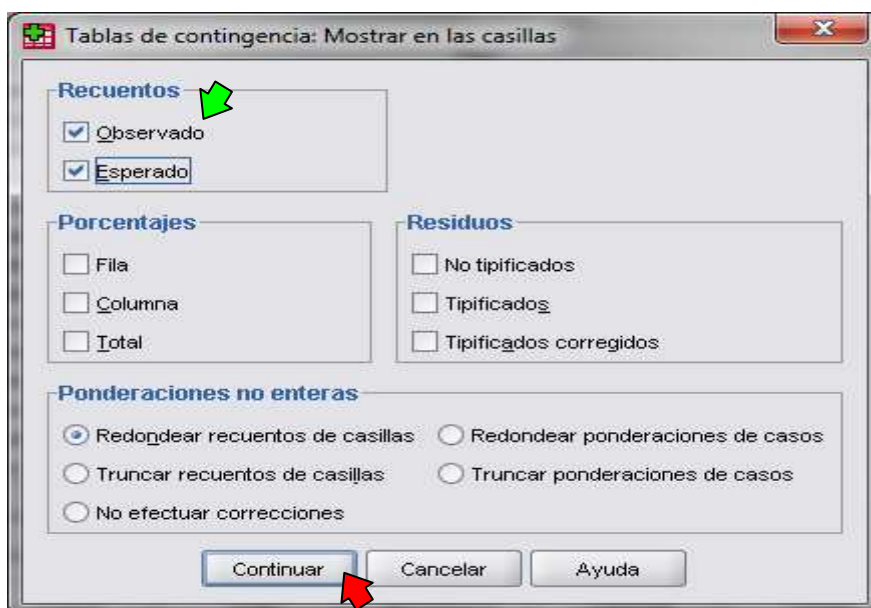 Tablas de contingencia: Mostrar en las casillas
Recuentos
Observado
Esperado
Porcentajes
Fila
Columna
Total
Residuos
No tipificados
Tipificados
Tipificados corregidos
Ponderaciones no enteras
Redondear recuentos de casillas
Redondear ponderaciones de casos
Truncar recuentos de casillas
Truncar ponderaciones de casos
No efectuar correcciones
Continuar
Cancelar
Ayuda